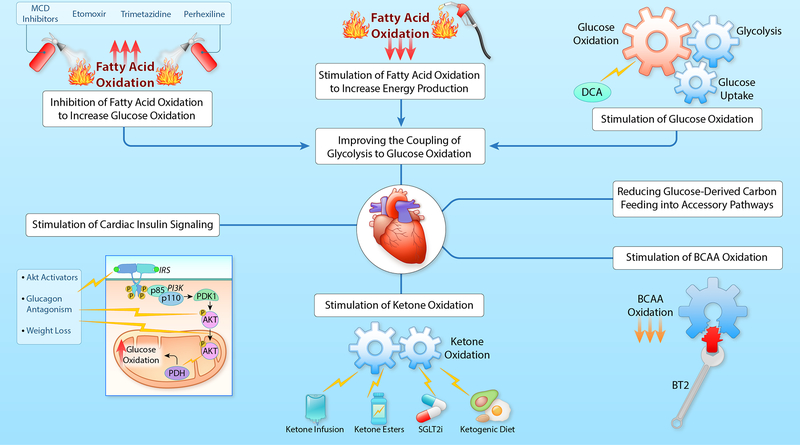 MCD
Inhibitors
Etomoxir
Trimetazidine
Perhexiline
Fatty Acid
Oxidation
Inhibition of Fatty Acid Oxidation
to Increase Glucose Oxidation
Fatty Acid
Oxidation
Stimulation of Fatty Acid Oxidation
to Increase Energy Production
Glucose
Oxidation
Glycolysis
Glucose
Uptake
DCA
Stimulation of Glucose Oxidation
Improving the Coupling of
Glycolysis to Glucose Oxidation
Reducing Glucose-Derived Carbon
Feeding into Accessory Pathways
Stimulation of Cardiac Insulin Signaling
Stimulation of BCAA Oxidation
• Akt Activators
• Glucagon
Antagonism
• Weight Loss
IRS
P
P
P
P
p85
PI3K
p110
PDK1
P
AKT
P
AKT
Glucose
Oxidation
PDH
Stimulation of Ketone Oxidation
Ketone
Oxidation
Ketone Infusion
Ketone Esters
SGLT2i
Ketogenic Diet
BCAA
Oxidation
BT2